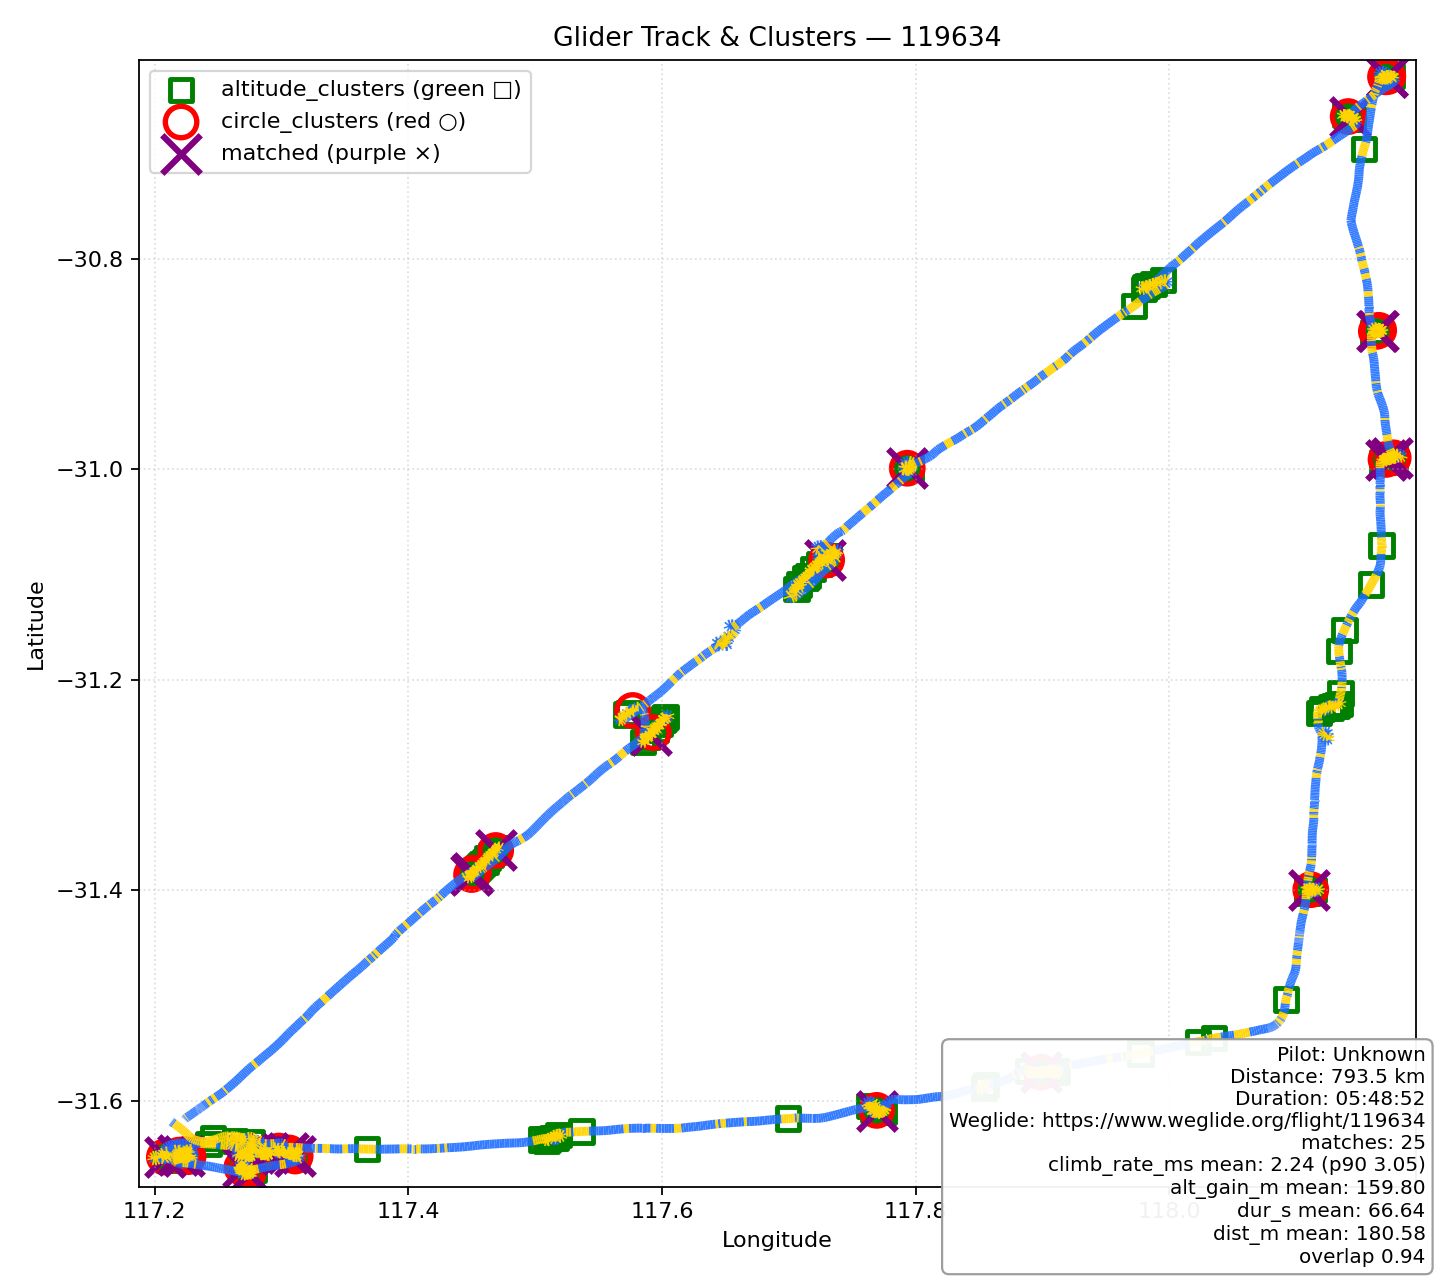 Glider Track & Clusters — 119634
altitude_clusters (green □)
circle_clusters (red ○)
matched (purple ×)
−30.8
−31.0
−31.2
−31.4
−31.6
Latitude
117.2
117.4
117.6
117.8
118.0
Longitude
Pilot: Unknown
Distance: 793.5 km
Duration: 05:48:52
Weglide: https://www.weglide.org/flight/119634
matches: 25
climb_rate_ms mean: 2.24 (p90 3.05)
alt_gain_m mean: 159.80
dur_s mean: 66.64
dist_m mean: 180.58
overlap 0.94